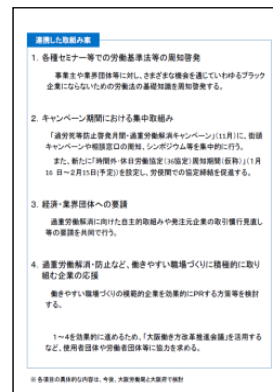 連携した取組み案
１．各種セミナー等での労働基準法等の周知啓発
事業主や業界団体等に対し、さまざまな機会を通じていわゆるブラック
企業にならないための労働法の基礎知識を周知啓発する。
２．キャンペーン期間における集中取組み
「過労死等防止啓発月間・過重労働解消キャンペーン」(11月)に、街頭
キャンペーンや相談窓口の周知、シンポジウム等を集中的に行う。
また、新たに「時間外・休日労働協定(36協定)周知期間(仮称)」(1月
16 日～2月15日(予定))を設定し、労使間での協定締結を促進する。
３．経済・業界団体への要請
過重労働解消に向けた自主的取組みや発注元企業の取引慣行見直し
等の要請を共同で行う。
４．過重労働解消・防止など、働きやすい職場づくりに積極的に取り
組む企業の応援
働きやすい職場づくりの模範的企業を効果的にPRする方策等を検討
する。
１～４を効果的に進めるため、「大阪働き方改革推進会議」を活用する
など、使用者団体や労働者団体等に協力を求める。
※ 各項目の具体的な内容は、今後、大阪労働局と大阪府で検討